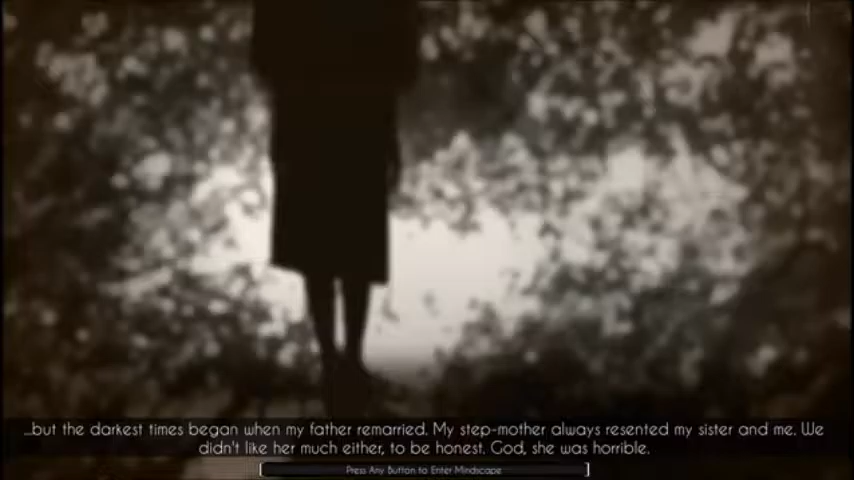 ...but the darkest times began when my father remarried. My step-mother always resented my sister and me. We
didn't like her much either, to be honest. God, she was horrible.
Press Any Button to Enter Mindscape